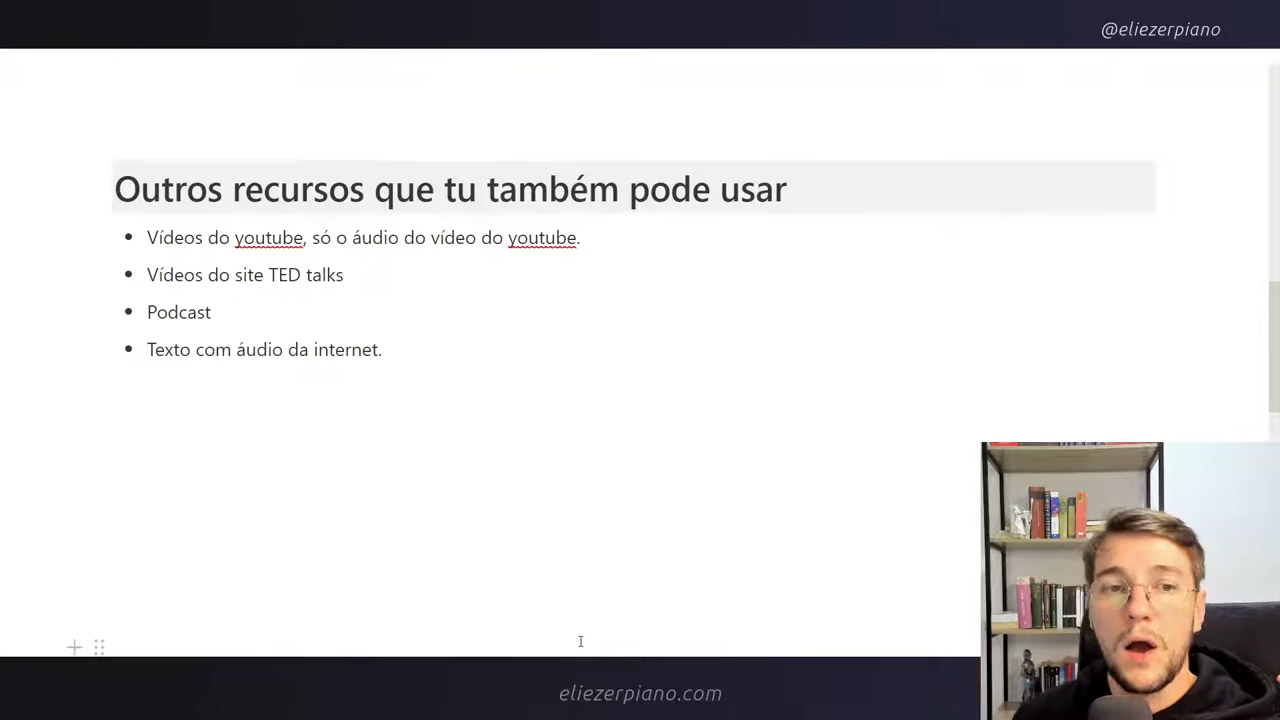 @eliezerpiano
Outros recursos que tu também pode usar
• Vídeos do youtube, só o áudio do vídeo do youtube.
• Vídeos do site TED talks
• Podcast
• Texto com áudio da internet.
eliezerpiano.com